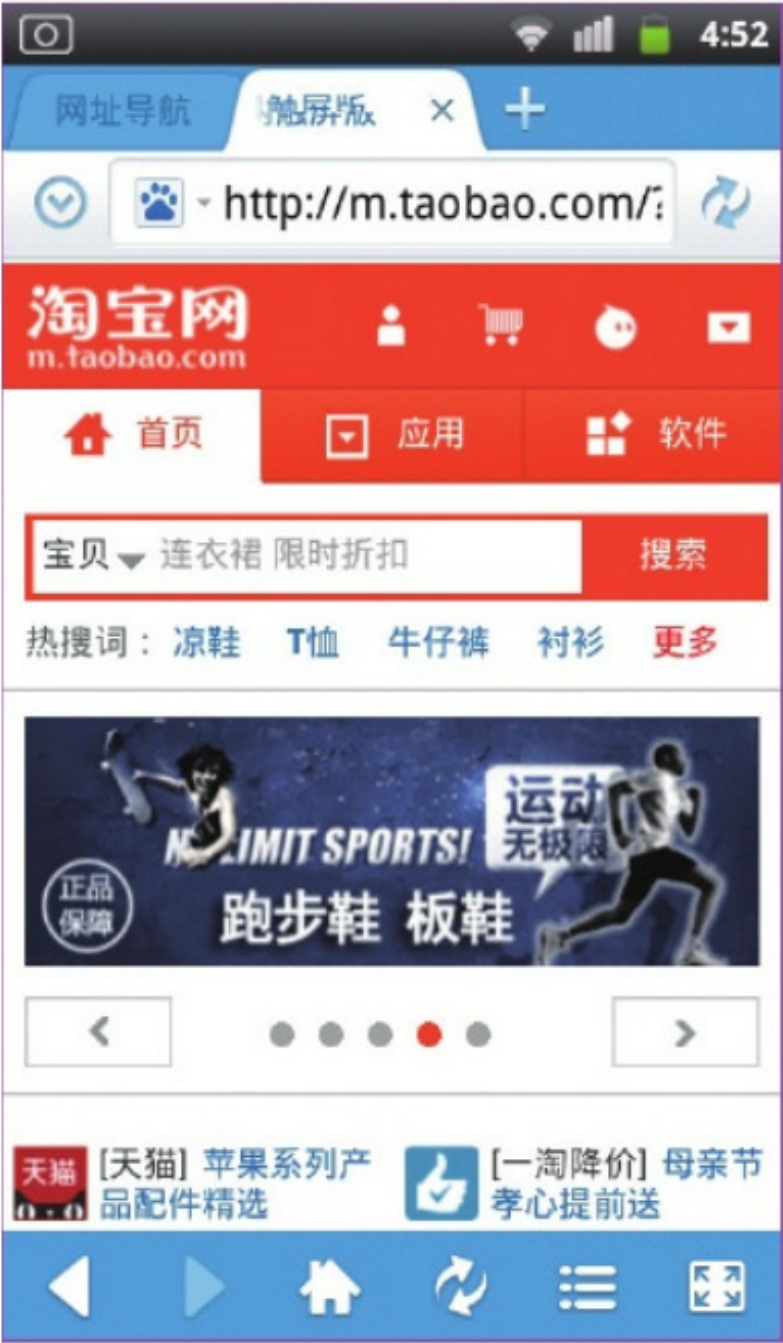 4:52
网址导航
触屏版
http://m.taobao.com/?
淘宝网
m.taobao.com
首页
应用
软件
宝贝 连衣裙 限时折扣
搜索
热搜词： 凉鞋 T恤 牛仔裤 衬衫 更多
运动
无极限
LIMIT SPORTS!
正品
保障
跑步鞋 板鞋
天猫
[天猫] 苹果系列产
品配件精选
[一淘降价] 母亲节
孝心提前送